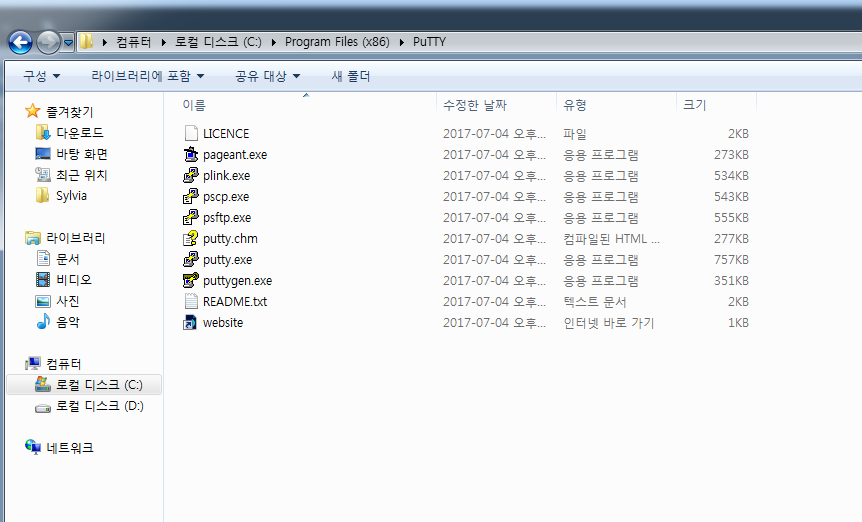 컴퓨터 로컬 디스크 (C:) Program Files (x86) PuTTY
구성 라이브러리에 포함 공유 대상 새 폴더
즐겨찾기
다운로드
바탕 화면
최근 위치
Sylvia
라이브러리
문서
비디오
사진
음악
컴퓨터
로컬 디스크 (C:)
로컬 디스크 (D:)
네트워크
이름 수정한 날짜 유형 크기
LICENCE 2017-07-04 오후... 파일 2KB
pageant.exe 2017-07-04 오후... 응용 프로그램 273KB
plink.exe 2017-07-04 오후... 응용 프로그램 534KB
pscp.exe 2017-07-04 오후... 응용 프로그램 543KB
psftp.exe 2017-07-04 오후... 응용 프로그램 555KB
putty.chm 2017-07-04 오후... 컴파일된 HTML ... 277KB
putty.exe 2017-07-04 오후... 응용 프로그램 757KB
puttygen.exe 2017-07-04 오후... 응용 프로그램 351KB
README.txt 2017-07-04 오후... 텍스트 문서 2KB
website 2017-07-04 오후... 인터넷 바로 가기 1KB